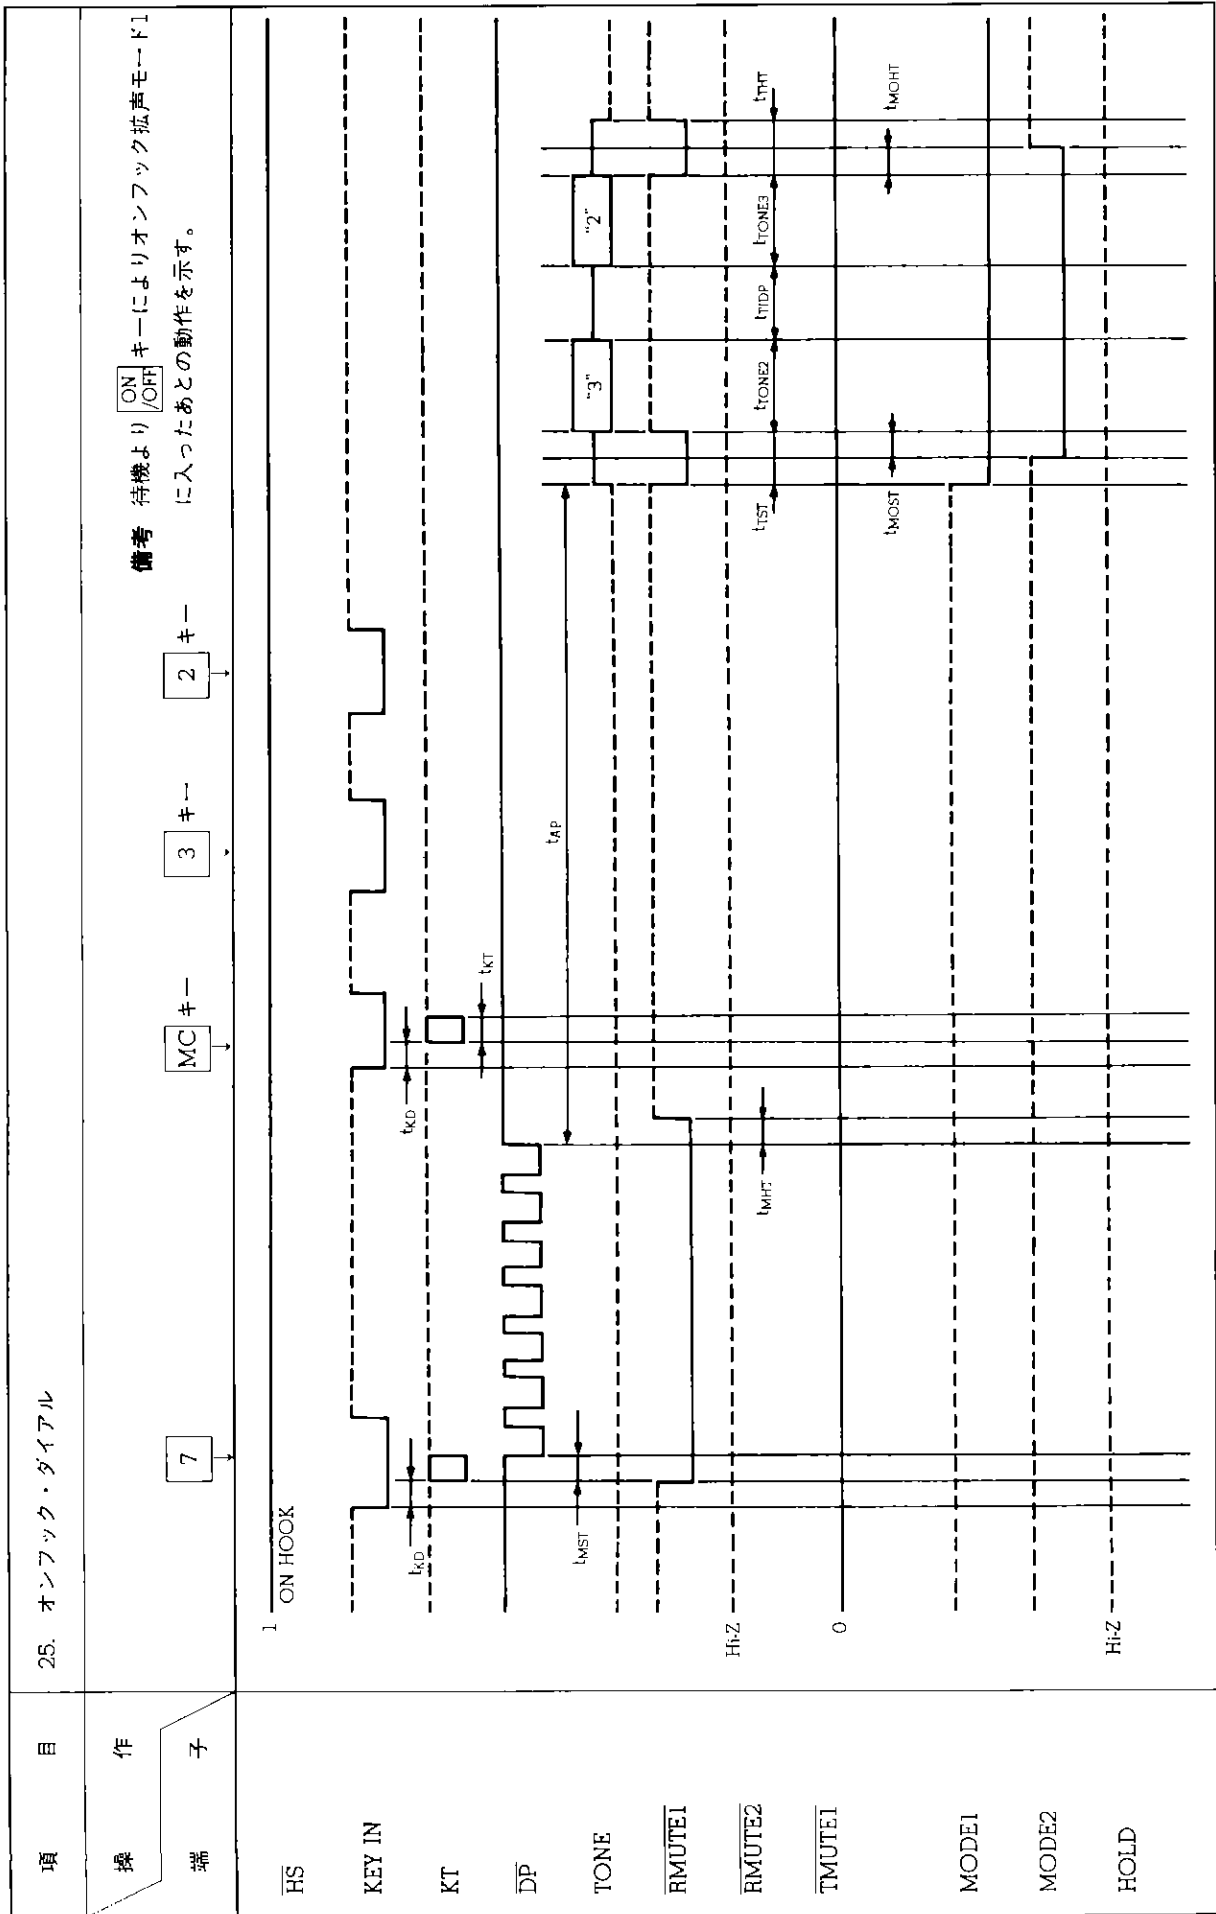 項目 25. オンフック・ダイアル
操作
端子
7 MCキー 3キー 2キー
備考 待機より ON/OFF キーによりオンフック拡声モード1
に入ったあとの動作を示す。
HS 1
ON HOOK
KEY IN
tKD tKD
KT
tKT
DP
tMST tAP
TONE "3" "2"
RMUTE1
RMUTE2 Hi-Z
tMHT tTST tTONE2 tTIDP tTONE3 tTHT
TMUTE1 0
tMOST tMOHT
MODE1
MODE2
HOLD Hi-Z